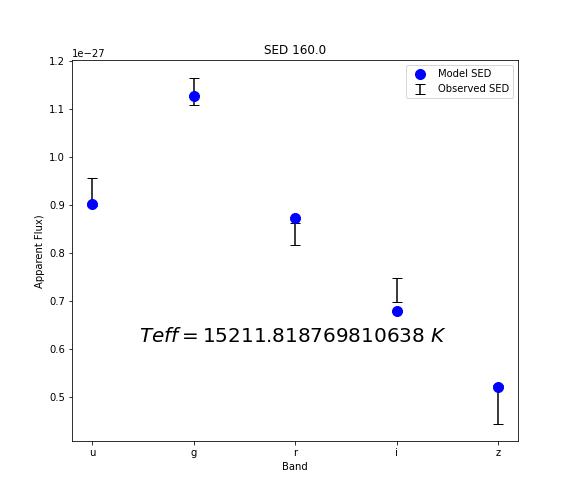 SED 160.0
1e−27
1.2
1.1
1.0
0.9
0.8
0.7
0.6
0.5
Apparent Flux)
Model SED
Observed SED
Teff = 15211.818769810638 K
u g r i z
Band